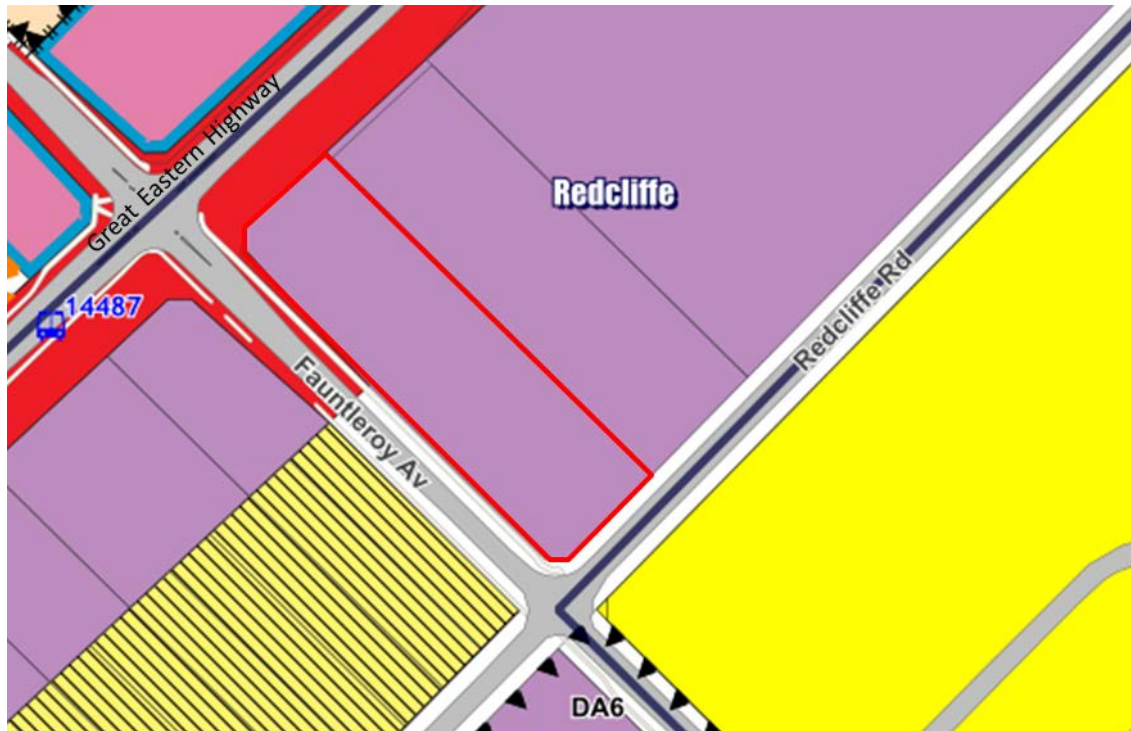 Great Eastern Highway
Redcliffe
Redcliffe Rd
14487
Fauntleroy Av
DA6